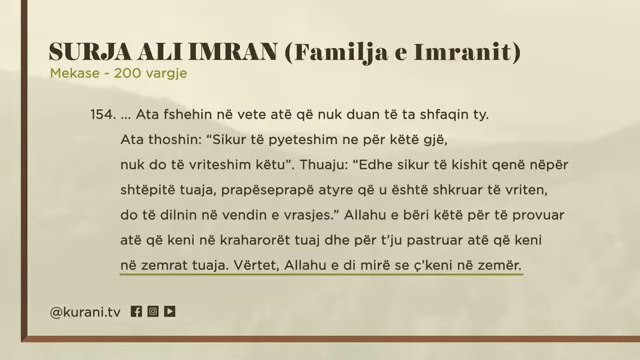 SURJA ALI IMRAN (Familja e Imranit)
Mekase - 200 vargje
154. ... Ata fshehin në vete atë që nuk duan të ta shfaqin ty.
Ata thoshin: “Sikur të pyeteshim ne për këtë gjë,
nuk do të vriteshim këtu”. Thuaju: “Edhe sikur të kishit qenë nëpër
shtëpitë tuaja, prapëseprapë atyre që u është shkruar të vriten,
do të dilnin në vendin e vrasjes.” Allahu e bëri këtë për të provuar
atë që keni në kraharorët tuaj dhe për t’ju pastruar atë që keni
në zemrat tuaja. Vërtet, Allahu e di mirë se ç’keni në zemër.
@kurani.tv